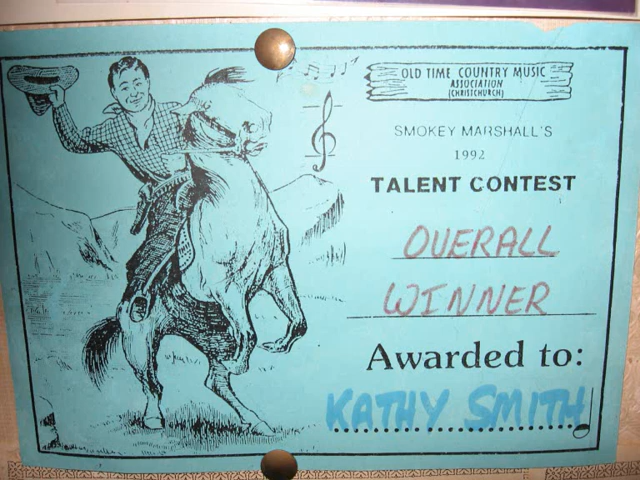 OLD TIME COUNTRY MUSIC
ASSOCIATION
(CHRISTCHURCH)
SMOKEY MARSHALL'S
1992
TALENT CONTEST
OVERALL
WINNER
Awarded to:
KATHY SMITH